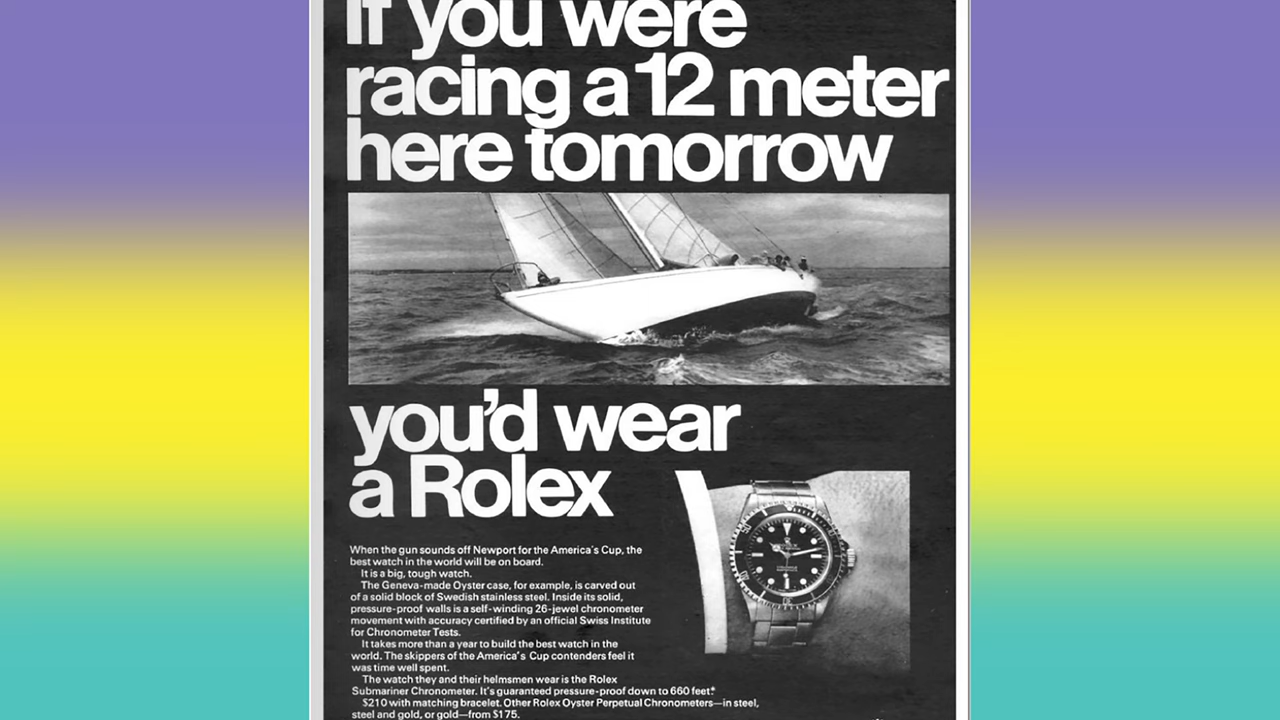 If you were
racing a 12 meter
here tomorrow
you'd wear
a Rolex
When the gun sounds off Newport for the America's Cup, the
best watch in the world will be on board.
It is a big, tough watch.
The Geneva-made Oyster case, for example, is carved out
of a solid block of Swedish stainless steel. Inside its solid,
pressure-proof walls is a self-winding 26-jewel chronometer
movement with accuracy certified by an official Swiss Institute
for Chronometer Tests.
It takes more than a year to build the best watch in the
world. The skippers of the America's Cup contenders feel it
was time well spent.
The watch they and their helmsmen wear is the Rolex
Submariner Chronometer. It's guaranteed pressure-proof down to 660 feet.*
$210 with matching bracelet. Other Rolex Oyster Perpetual Chronometers—in steel,
steel and gold, or gold—from $175.